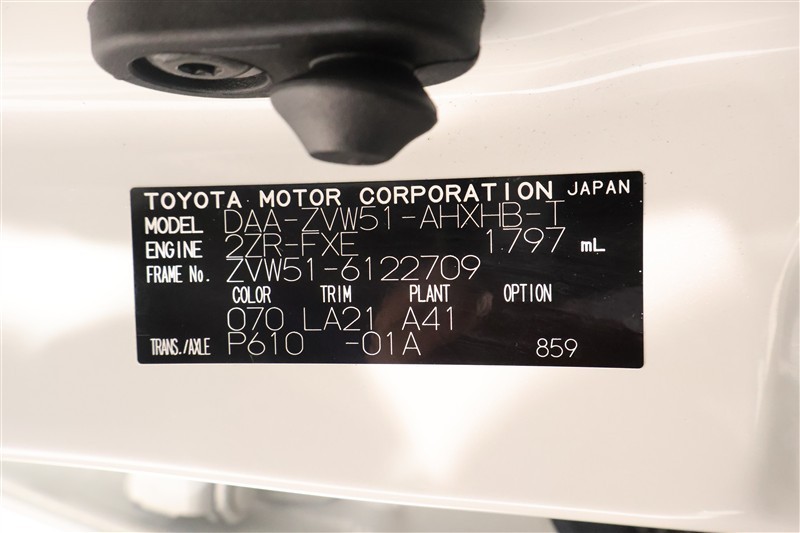 TOYOTA MOTOR CORPORATION JAPAN
MODEL DAA-ZVW51-AHXHB-T
ENGINE 2ZR-FXE 1797 mL
FRAME No. ZVW51-6122709
COLOR TRIM PLANT OPTION
070 LA21 A41
TRANS./AXLE P610 -01A 859